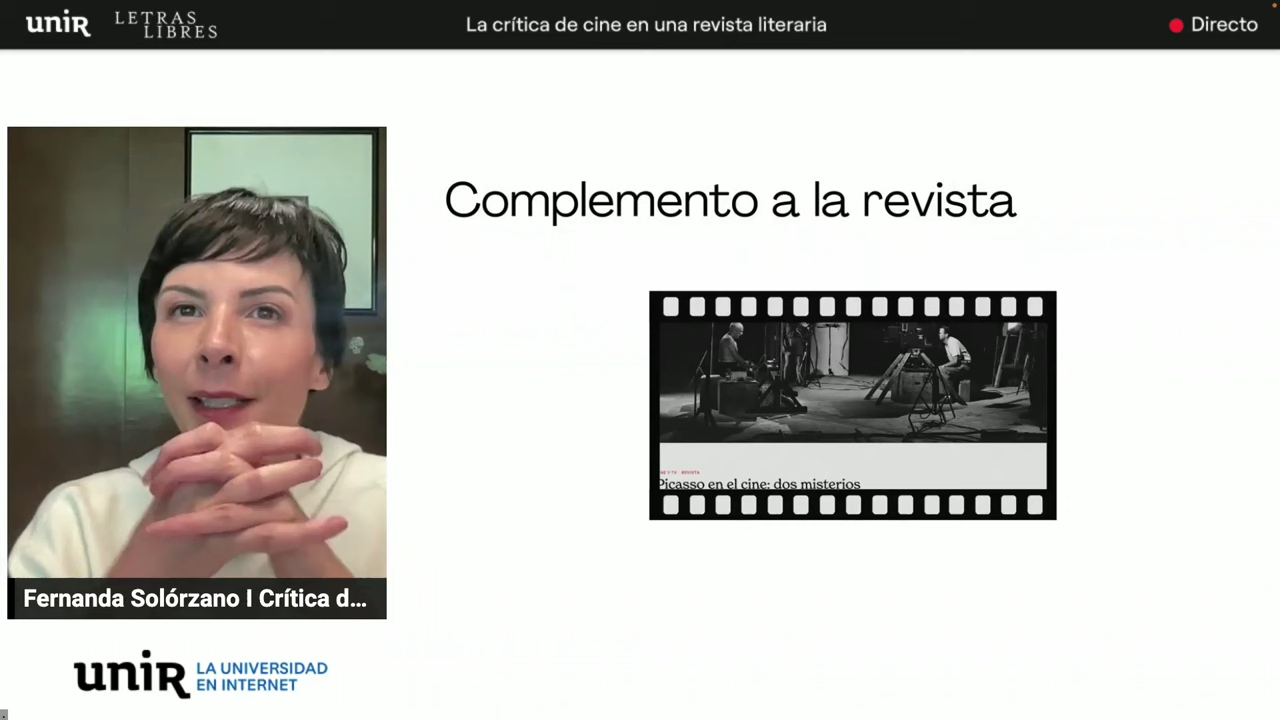 unir LETRAS LIBRES
La crítica de cine en una revista literaria
Directo
Complemento a la revista
Picasso en el cine: dos misterios
Fernanda Solórzano I Crítica d...
unir LA UNIVERSIDAD
EN INTERNET